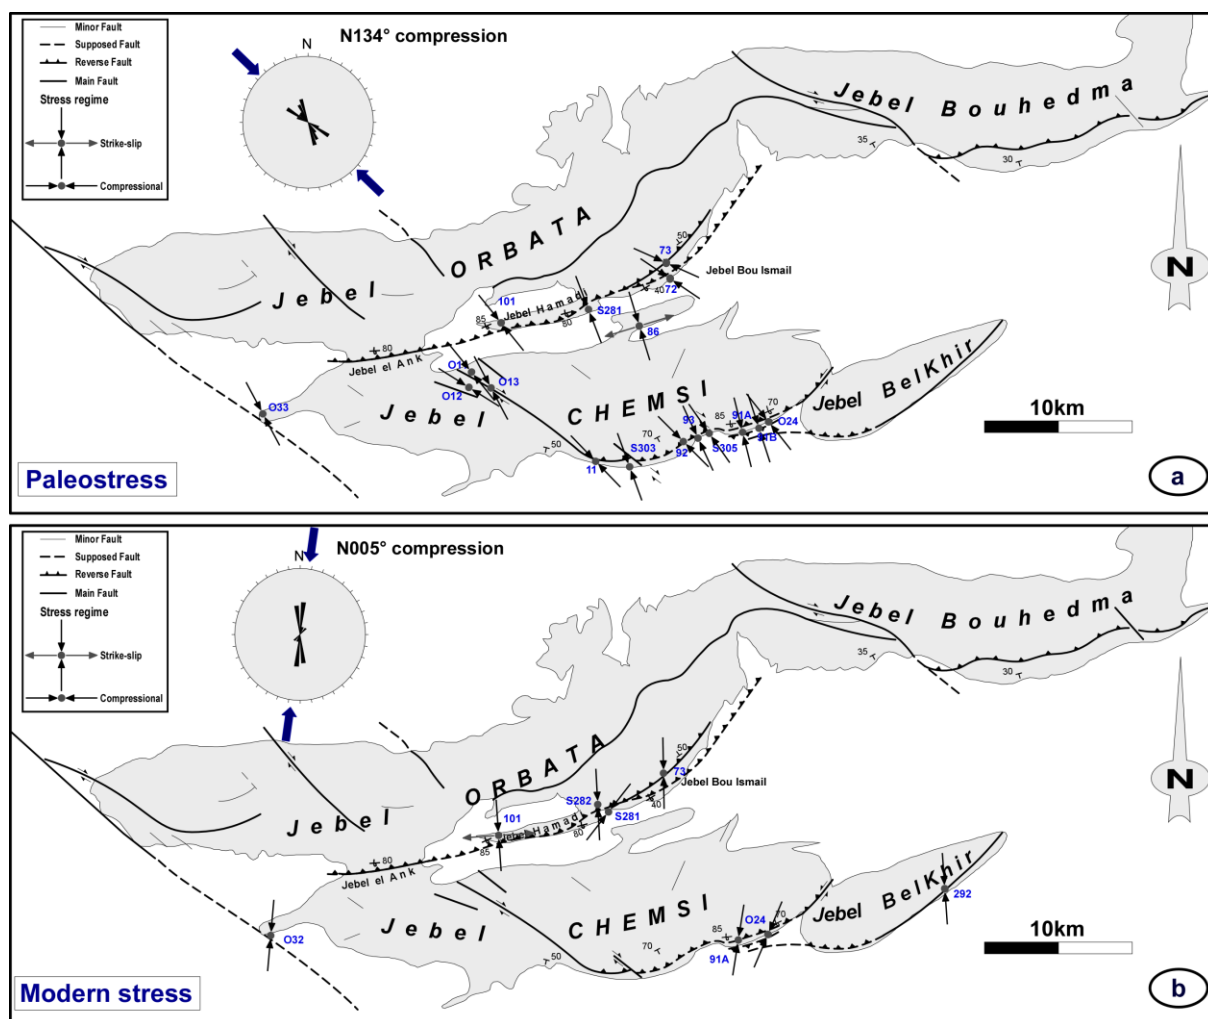 Minor Fault
Supposed Fault
Reverse Fault
Main Fault
Stress regime
Strike-slip
Compressional
N134° compression
N
Jebel Bouhedma
35
30
ORBATA
Jebel
50
73
Jebel Bou Ismail
72
40
101
Jebel Hamadi
85
S281
80
86
N
80
Jebel el Ank
O1
O13
O12
O33
Jebel
CHEMSI
Jebel BelKhir
70
91A
O24
85
93
91B
S305
92
70
S303
50
11
10km
Paleostress
a
Minor Fault
Supposed Fault
Reverse Fault
Main Fault
Stress regime
Strike-slip
Compressional
N005° compression
N
Jebel Bouhedma
35
30
ORBATA
Jebel
50
73
Jebel Bou Ismail
40
S282
S281
101
Jebel Hamadi
85
80
N
80
Jebel el Ank
Jebel
CHEMSI
Jebel BelKhir
292
O32
70
O24
85
91A
70
50
10km
Modern stress
b